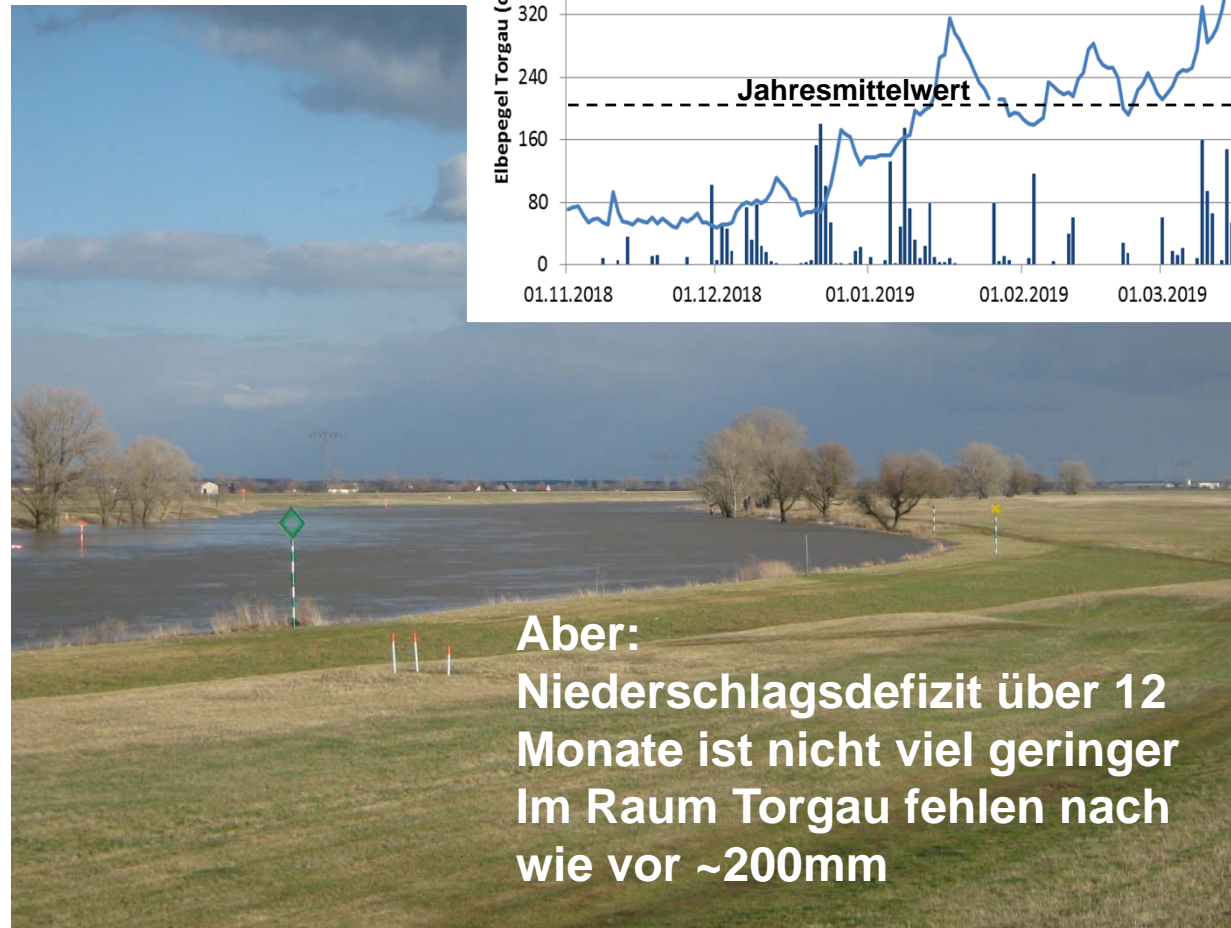 Elbepegel Torgau
320
240
160
80
0
Jahresmittelwert
01.11.2018 01.12.2018 01.01.2019 01.02.2019 01.03.2019
Aber:
Niederschlagsdefizit über 12
Monate ist nicht viel geringer
Im Raum Torgau fehlen nach
wie vor ~200mm